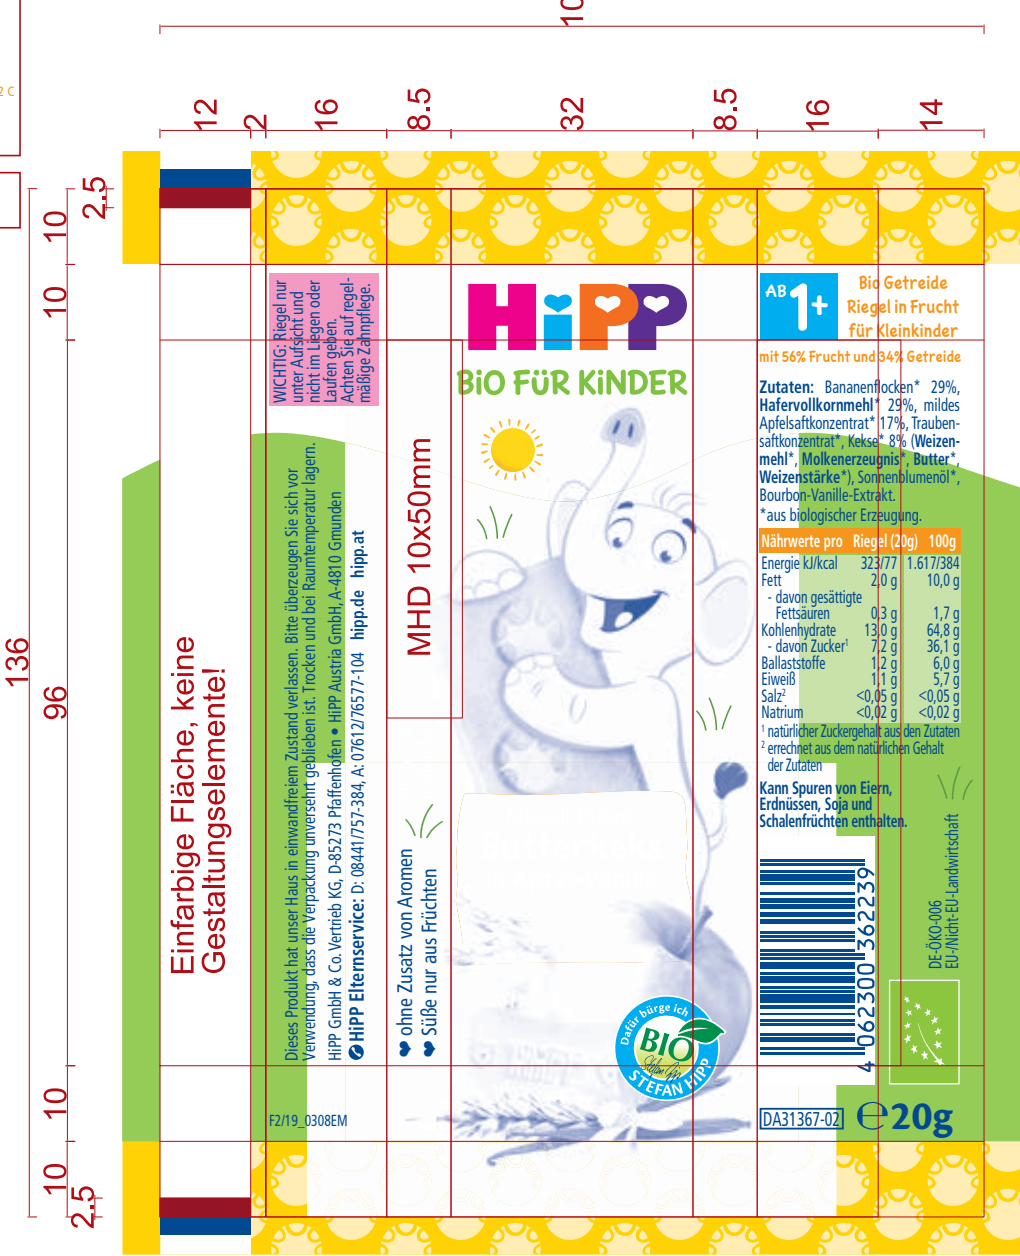 10
2 C
12
2
16
8.5
32
8.5
16
14
2.5
10
10
136
96
10
10
2.5
Einfarbige Fläche, keine
Gestaltungselemente!
WICHTIG: Riegel nur
unter Aufsicht und
nicht im Liegen oder
Laufen geben.
Achten Sie auf regel-
mäßige Zahnpflege.
Dieses Produkt hat unser Haus in einwandfreiem Zustand verlassen. Bitte überzeugen Sie sich vor
Verwendung, dass die Verpackung unversehrt geblieben ist. Trocken und bei Raumtemperatur lagern.
HiPP GmbH & Co. Vertrieb KG, D-85273 Pfaffenhofen • HiPP Austria GmbH, A-4810 Gmunden
HiPP Elternservice: D: 08441/757-384, A: 07612/76577-104 hipp.de hipp.at
F2/19_0308EM
MHD 10x50mm
ohne Zusatz von Aromen
Süße nur aus Früchten
HiPP
BiO FÜR KiNDER
Dafür bürge ich
BIO
STEFAN HIPP
AB 1+
Bio Getreide
Riegel in Frucht
für Kleinkinder
mit 56% Frucht und 34% Getreide
Zutaten: Bananenflocken* 29%,
Hafervollkornmehl* 29%, mildes
Apfelsaftkonzentrat* 17%, Trauben-
saftkonzentrat*, Kekse* 8% (Weizen-
mehl*, Molkenerzeugnis*, Butter*,
Weizenstärke*), Sonnenblumenöl*,
Bourbon-Vanille-Extrakt.
*aus biologischer Erzeugung.
Nährwerte pro Riegel (20g) 100g
Energie kJ/kcal 323/77 1.617/384
Fett 2,0 g 10,0 g
- davon gesättigte
Fettsäuren 0,3 g 1,7 g
Kohlenhydrate 13,0 g 64,8 g
- davon Zucker¹ 7,2 g 36,1 g
Ballaststoffe 1,2 g 6,0 g
Eiweiß 1,1 g 5,7 g
Salz² <0,05 g <0,05 g
Natrium <0,02 g <0,02 g
¹ natürlicher Zuckergehalt aus den Zutaten
² errechnet aus dem natürlichen Gehalt
der Zutaten
Kann Spuren von Eiern,
Erdnüssen, Soja und
Schalenfrüchten enthalten.
4 062300 362239
DE-ÖKO-006
EU-/Nicht-EU-Landwirtschaft
DA31367-02
℮20g